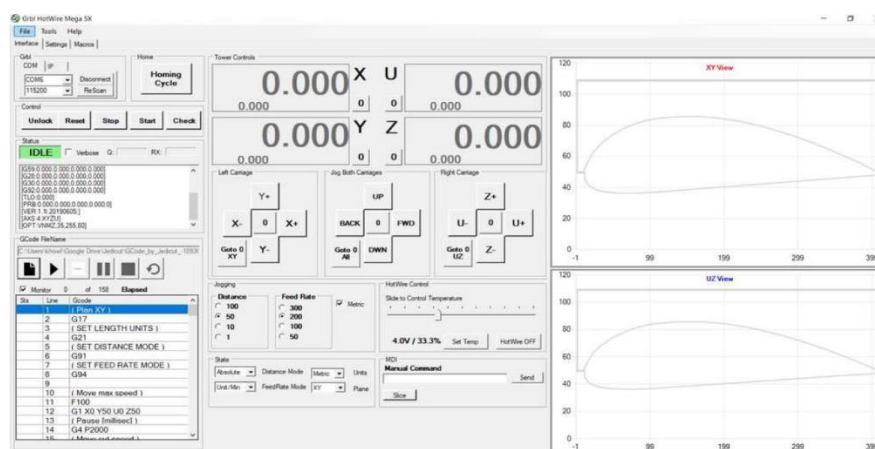 Grbl HotWire Mega 5X
File Tools Help
Interface Settings Macros
Grbl
COM IP
COM6 Disconnect
115200 ReScan
Home
Homing Cycle
Control
Unlock Reset Stop Start Check
Status
IDLE Verbose Q: RX:
[G59:0.000,0.000,0.000,0.000]
[G28:0.000,0.000,0.000,0.000]
[G30:0.000,0.000,0.000,0.000]
[G92:0.000,0.000,0.000,0.000]
[TLO:0.000]
[PRB:0.000,0.000,0.000,0.000:0]
[VER:1.1i.20190605:]
[AXS:4:XYZU]
[OPT:VNMZ,35,255,80]
GCode FileName
Monitor 0 of 158 Elapsed
Sta Line Gcode
1 ( Plan XY )
2 G17
3 ( SET LENGTH UNITS )
4 G21
5 ( SET DISTANCE MODE )
6 G91
7 ( SET FEED RATE MODE )
8 G94
9
10 ( Move max speed )
11 F100
12 G1 X0 Y50 U0 Z50
13 ( Pause [millisec] )
14 G4 P2000
15 ( Move cut speed )
Tower Controls
0.000 X U 0.000
0.000 0 0 0.000
0.000 Y Z 0.000
0.000 0 0 0.000
Left Carriage
Y+
X- 0 X+
Goto 0 XY Y-
Jog Both Carriages
UP
BACK 0 FWD
Goto 0 All DWN
Right Carriage
Z+
U- 0 U+
Goto 0 UZ Z-
Jogging
Distance
100
50
10
1
Feed Rate
300
200
100
50
Metric
HotWire Control
Slide to Control Temperature
4.0V / 33.3% Set Temp HotWire OFF
State
Absolute Distance Mode Metric Units
Unit/Min FeedRate Mode XY Plane
MDI
Manual Command
Send
Slice
XY View
120
100
80
60
40
20
0
-1 99 199 299 399
UZ View
120
100
80
60
40
20
0
-1 99 199 299 399